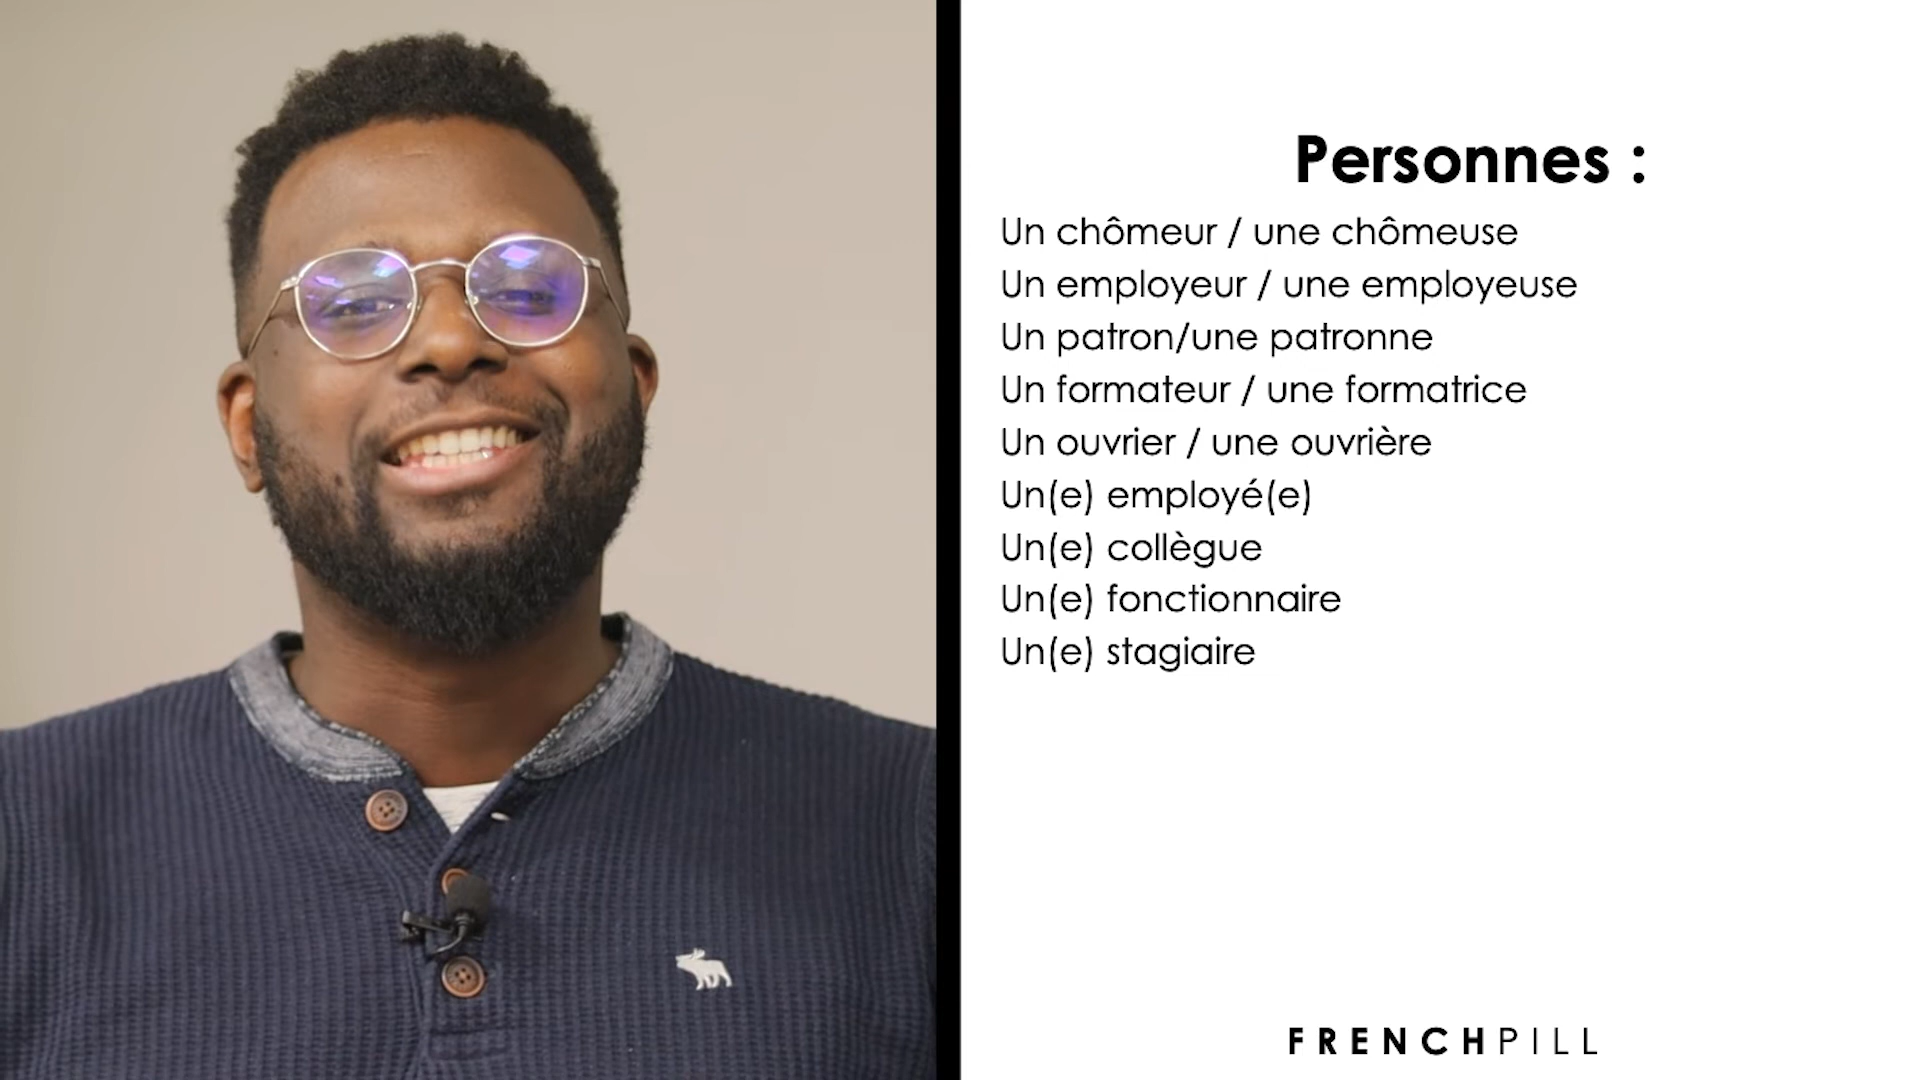 Personnes :
Un chômeur / une chômeuse
Un employeur / une employeuse
Un patron/une patronne
Un formateur / une formatrice
Un ouvrier / une ouvrière
Un(e) employé(e)
Un(e) collègue
Un(e) fonctionnaire
Un(e) stagiaire
FRENCHPILL